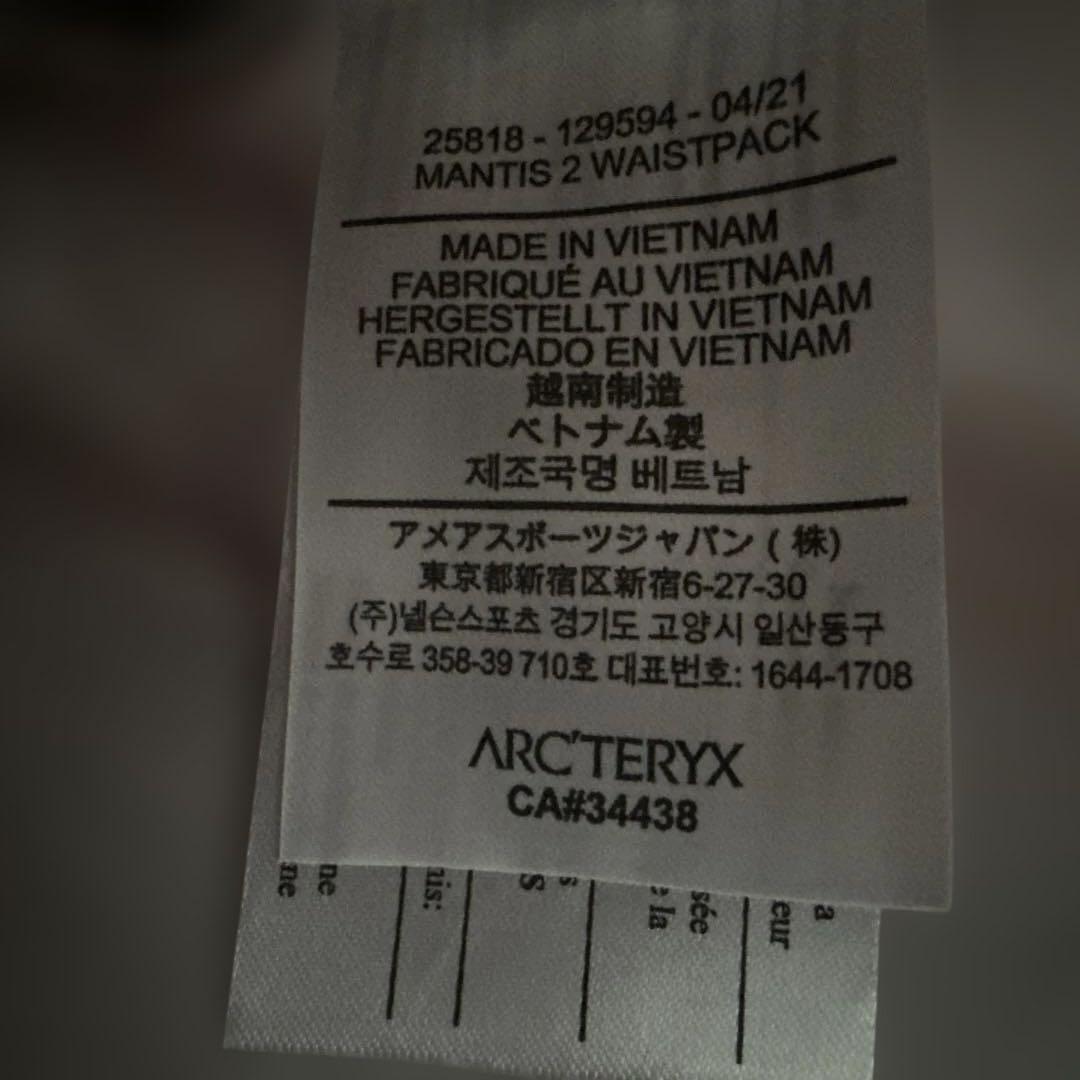 25818 - 129594 - 04/21
MANTIS 2 WAISTPACK
MADE IN VIETNAM
FABRIQUÉ AU VIETNAM
HERGESTELLT IN VIETNAM
FABRICADO EN VIETNAM
越南制造
ベトナム製
제조국명 베트남
アメアスポーツジャパン ( 株)
東京都新宿区新宿6-27-30
(주)넬슨스포츠 경기도 고양시 일산동구
호수로 358-39 710호 대표번호: 1644-1708
ARC'TERYX
CA#34438
la